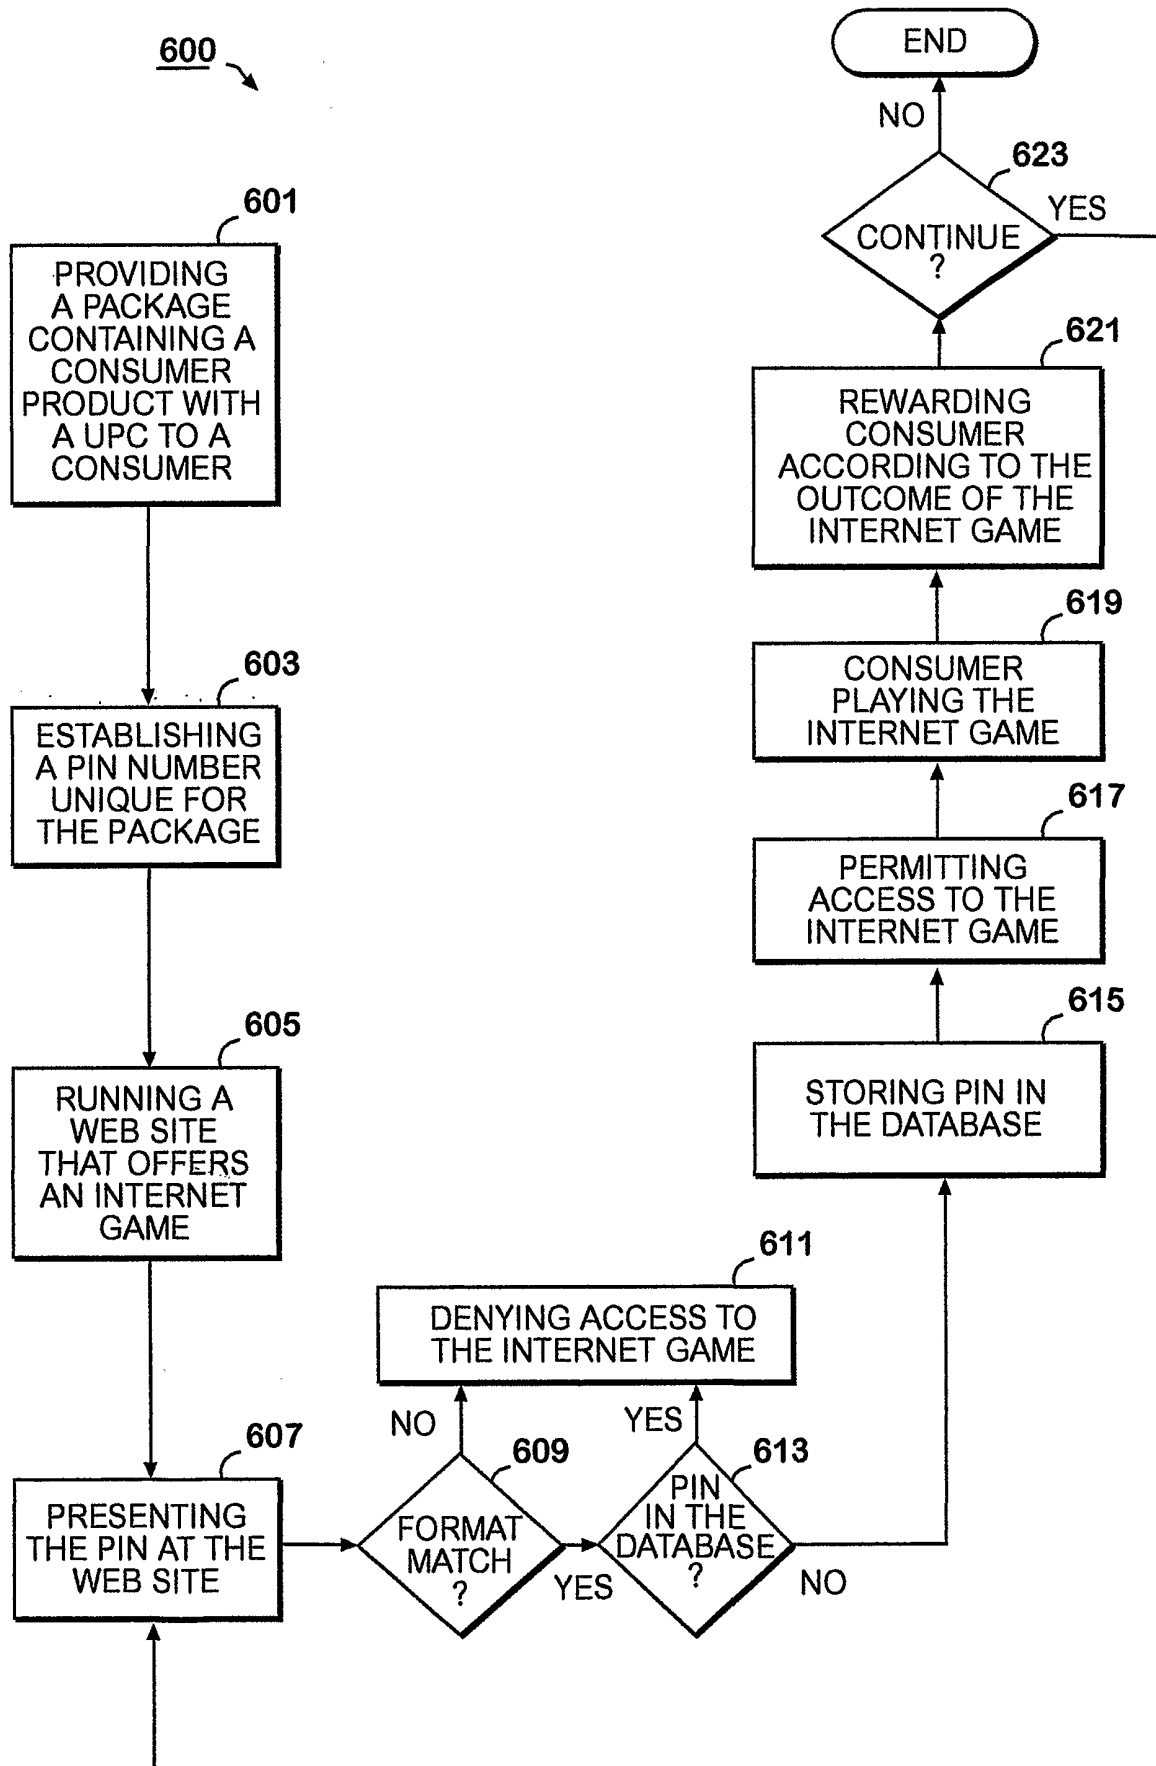 600
601
PROVIDING
A PACKAGE
CONTAINING A
CONSUMER
PRODUCT WITH
A UPC TO A
CONSUMER
603
ESTABLISHING
A PIN NUMBER
UNIQUE FOR
THE PACKAGE
605
RUNNING A
WEB SITE
THAT OFFERS
AN INTERNET
GAME
607
PRESENTING
THE PIN AT THE
WEB SITE
609
FORMAT
MATCH
?
NO
YES
611
DENYING ACCESS TO
THE INTERNET GAME
613
PIN
IN THE
DATABASE
?
YES
NO
615
STORING PIN IN
THE DATABASE
617
PERMITTING
ACCESS TO THE
INTERNET GAME
619
CONSUMER
PLAYING THE
INTERNET GAME
621
REWARDING
CONSUMER
ACCORDING TO THE
OUTCOME OF THE
INTERNET GAME
623
CONTINUE
?
YES
NO
END